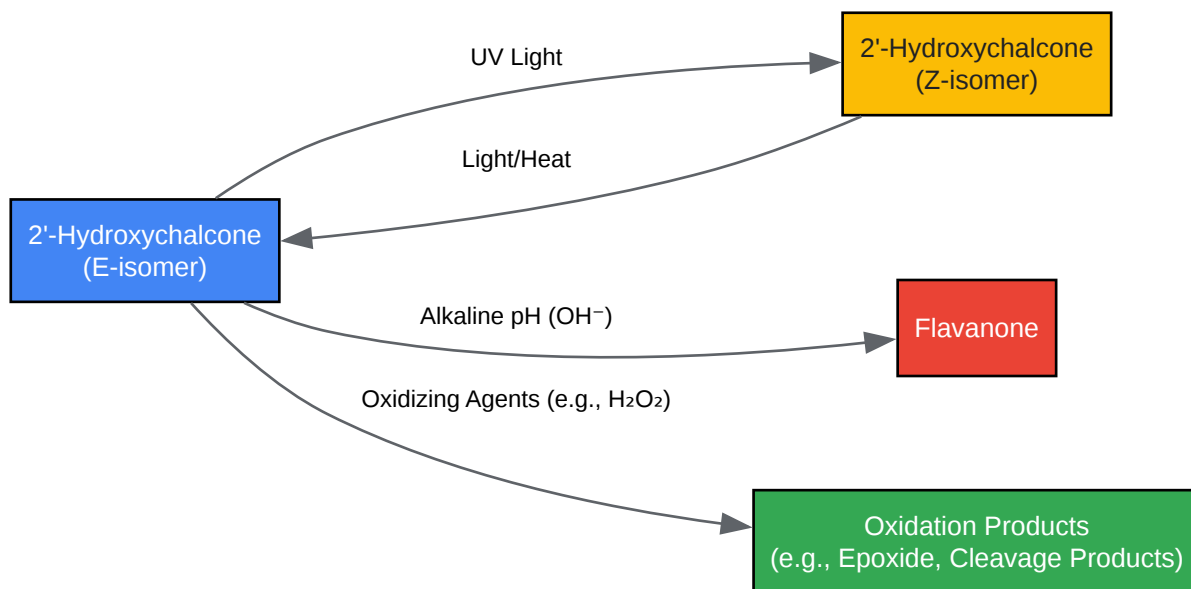 UV Light
2'-Hydroxychalcone
(Z-isomer)
Light/Heat
2'-Hydroxychalcone
(E-isomer)
Alkaline pH (OH⁻)
Flavanone
Oxidizing Agents (e.g., H₂O₂)
Oxidation Products
(e.g., Epoxide, Cleavage Products)